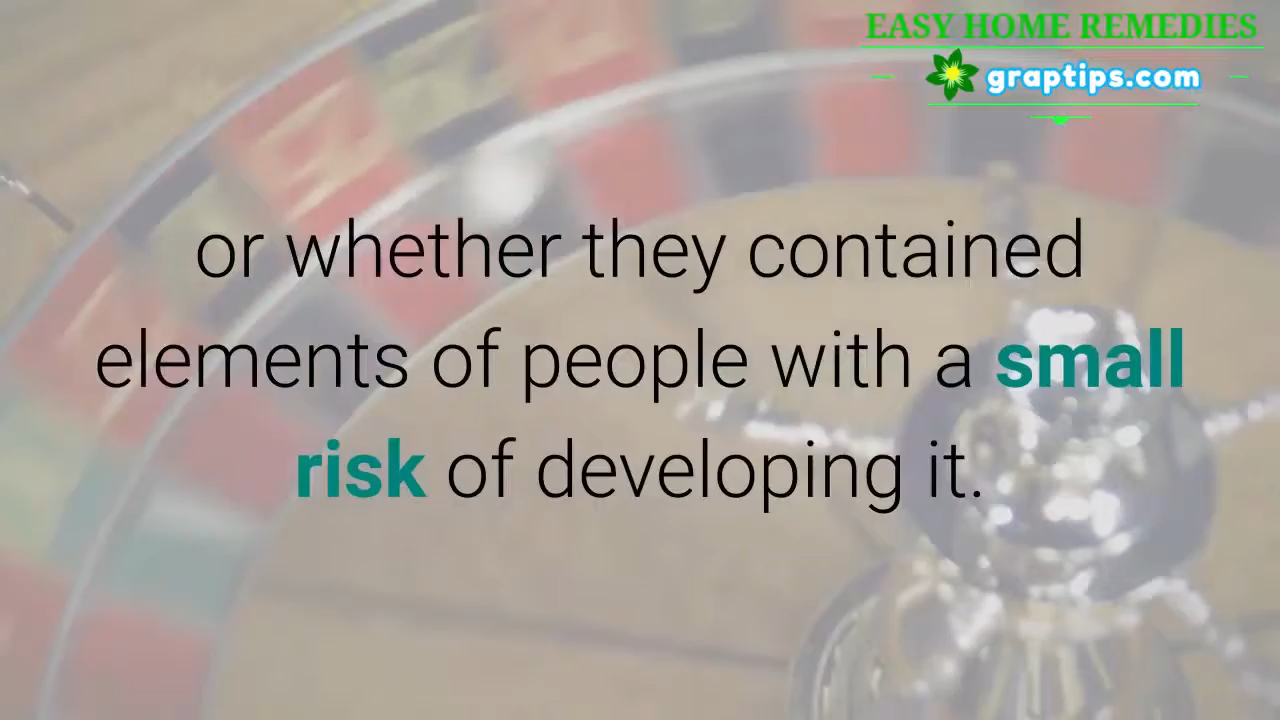 EASY HOME REMEDIES
graptips.com
or whether they contained
elements of people with a small
risk of developing it.